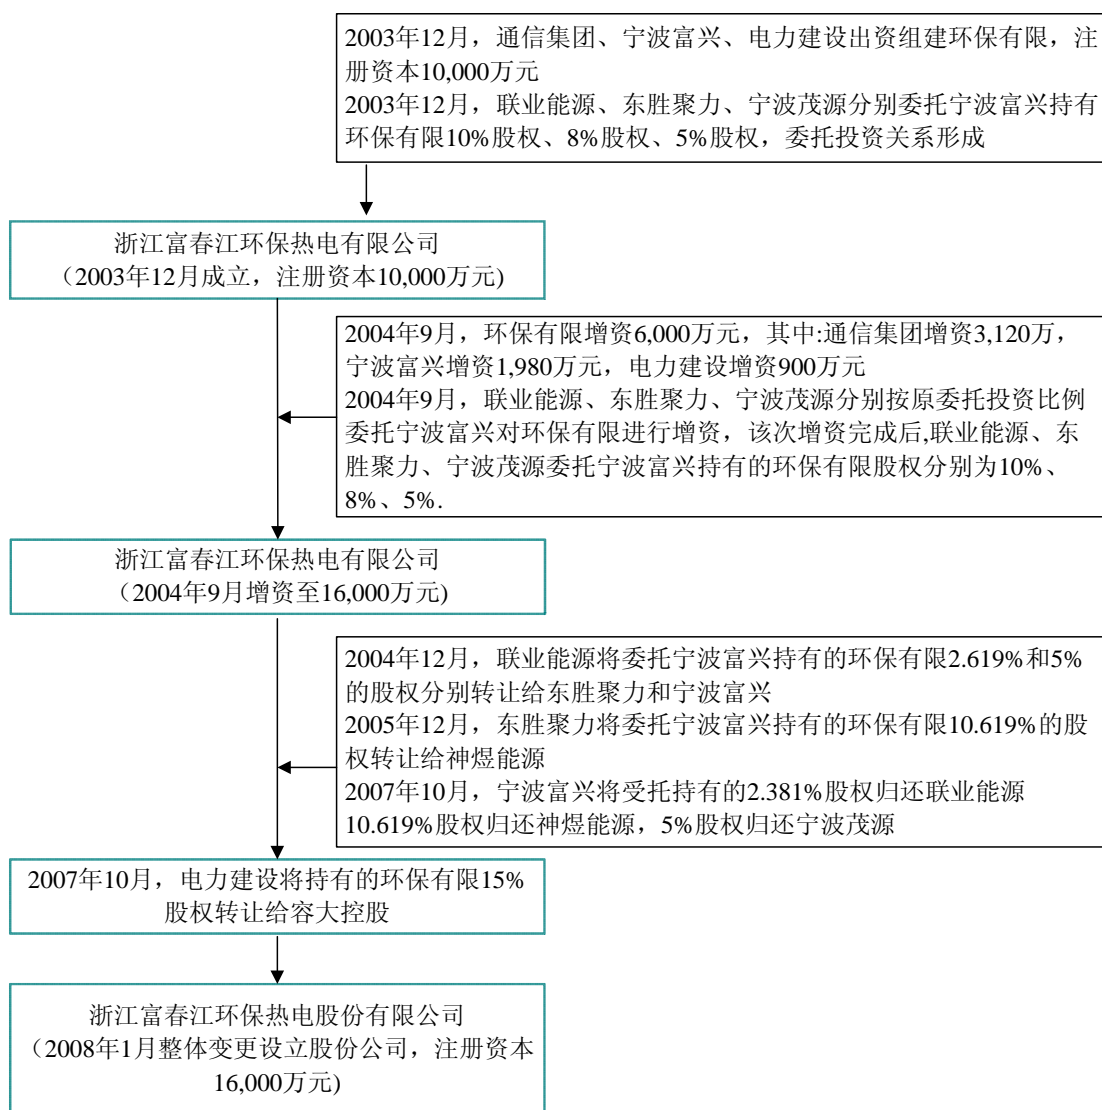 2003年12月，通信集团、宁波富兴、电力建设出资组建环保有限，注
册资本10,000万元
2003年12月，联业能源、东胜聚力、宁波茂源分别委托宁波富兴持有
环保有限10%股权、8%股权、5%股权，委托投资关系形成
浙江富春江环保热电有限公司
（2003年12月成立，注册资本10,000万元)
2004年9月，环保有限增资6,000万元，其中:通信集团增资3,120万，
宁波富兴增资1,980万元，电力建设增资900万元
2004年9月，联业能源、东胜聚力、宁波茂源分别按原委托投资比例
委托宁波富兴对环保有限进行增资，该次增资完成后,联业能源、东
胜聚力、宁波茂源委托宁波富兴持有的环保有限股权分别为10%、
8%、5%.
浙江富春江环保热电有限公司
（2004年9月增资至16,000万元)
2004年12月，联业能源将委托宁波富兴持有的环保有限2.619%和5%
的股权分别转让给东胜聚力和宁波富兴
2005年12月，东胜聚力将委托宁波富兴持有的环保有限10.619%的股
权转让给神煜能源
2007年10月，宁波富兴将受托持有的2.381%股权归还联业能源
10.619%股权归还神煜能源，5%股权归还宁波茂源
2007年10月，电力建设将持有的环保有限15%
股权转让给容大控股
浙江富春江环保热电股份有限公司
（2008年1月整体变更设立股份公司，注册资本
16,000万元)